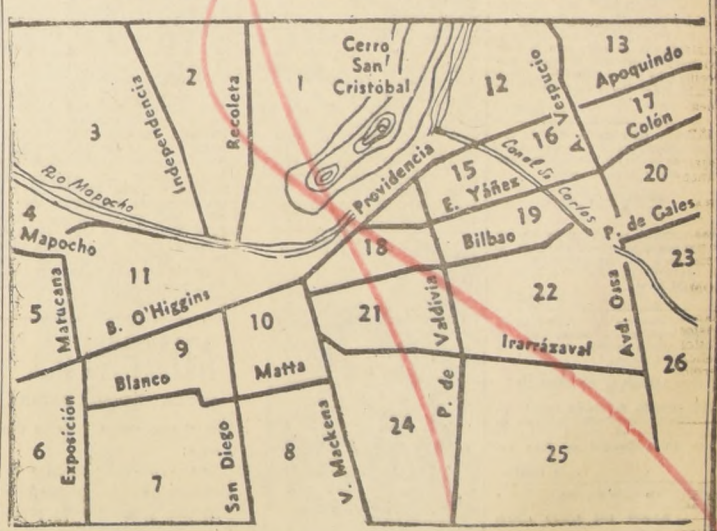 Cerro
San
Cristóbal
13
Apoquindo
2
1
12
A. Vespucio
17
Colón
3
Independencia
Recoleta
16
Canal Sn Carlos
Providencia
15
E. Yáñez
20
Rio Mapocho
4
Mapocho
19
P. de Gales
18
Bilbao
23
11
5
Matucana
B. O'Higgins
21
Valdivia
22
Avd. Ossa
10
9
Irarrázaval
26
Blanco
Matta
P. de
6
Exposición
7
San Diego
8
V. Mackena
24
25